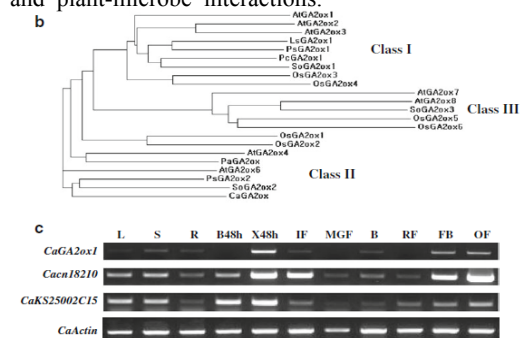 and plant-microbe interactions.
b
AtGA2ox1
AtGA2ox2
AtGA2ox3
LsGA2ox1
PsGA2ox1
PcGA2ox1
SoGA2ox1
OsGA2ox3
OsGA2ox4
Class I
AtGA2ox7
AtGA2ox8
SoGA2ox3
OsGA2ox5
OsGA2ox6
Class III
OsGA2ox1
OsGA2ox2
AtGA2ox4
PaGA2ox
AtGA2ox6
PsGA2ox2
SoGA2ox2
CaGA2ox
Class II
c
L S R B48h X48h IF MGF B RF FB OF
CaGA2ox1
Cacn18210
CaKS25002C15
CaActin